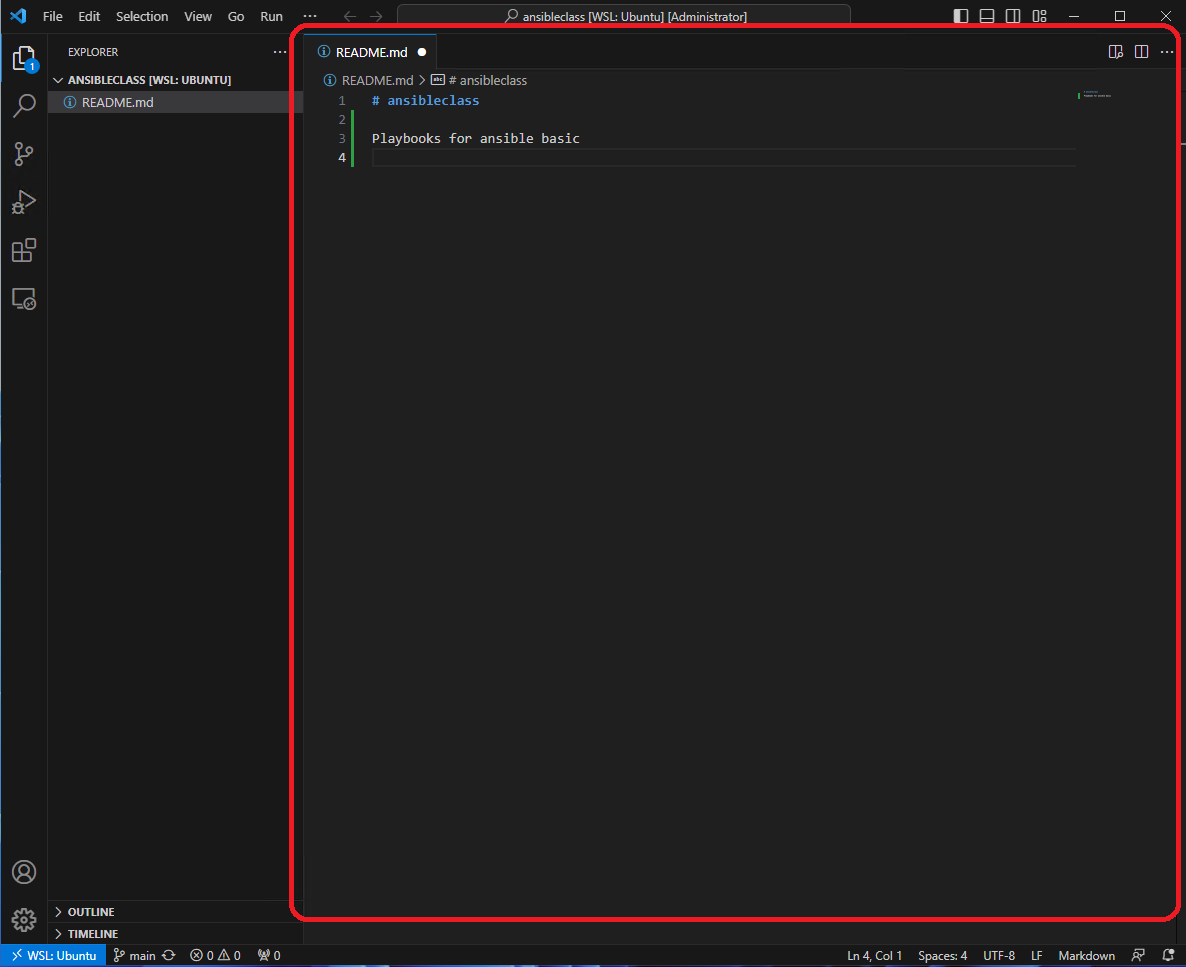 File Edit Selection View Go Run ...
ansibleclass [WSL: Ubuntu] [Administrator]
EXPLORER
1
ANSIBLECLASS [WSL: UBUNTU]
README.md
README.md
README.md > # ansibleclass
1 # ansibleclass
2
3 Playbooks for ansible basic
4
OUTLINE
TIMELINE
WSL: Ubuntu main 0 0 0 Ln 4, Col 1 Spaces: 4 UTF-8 LF Markdown